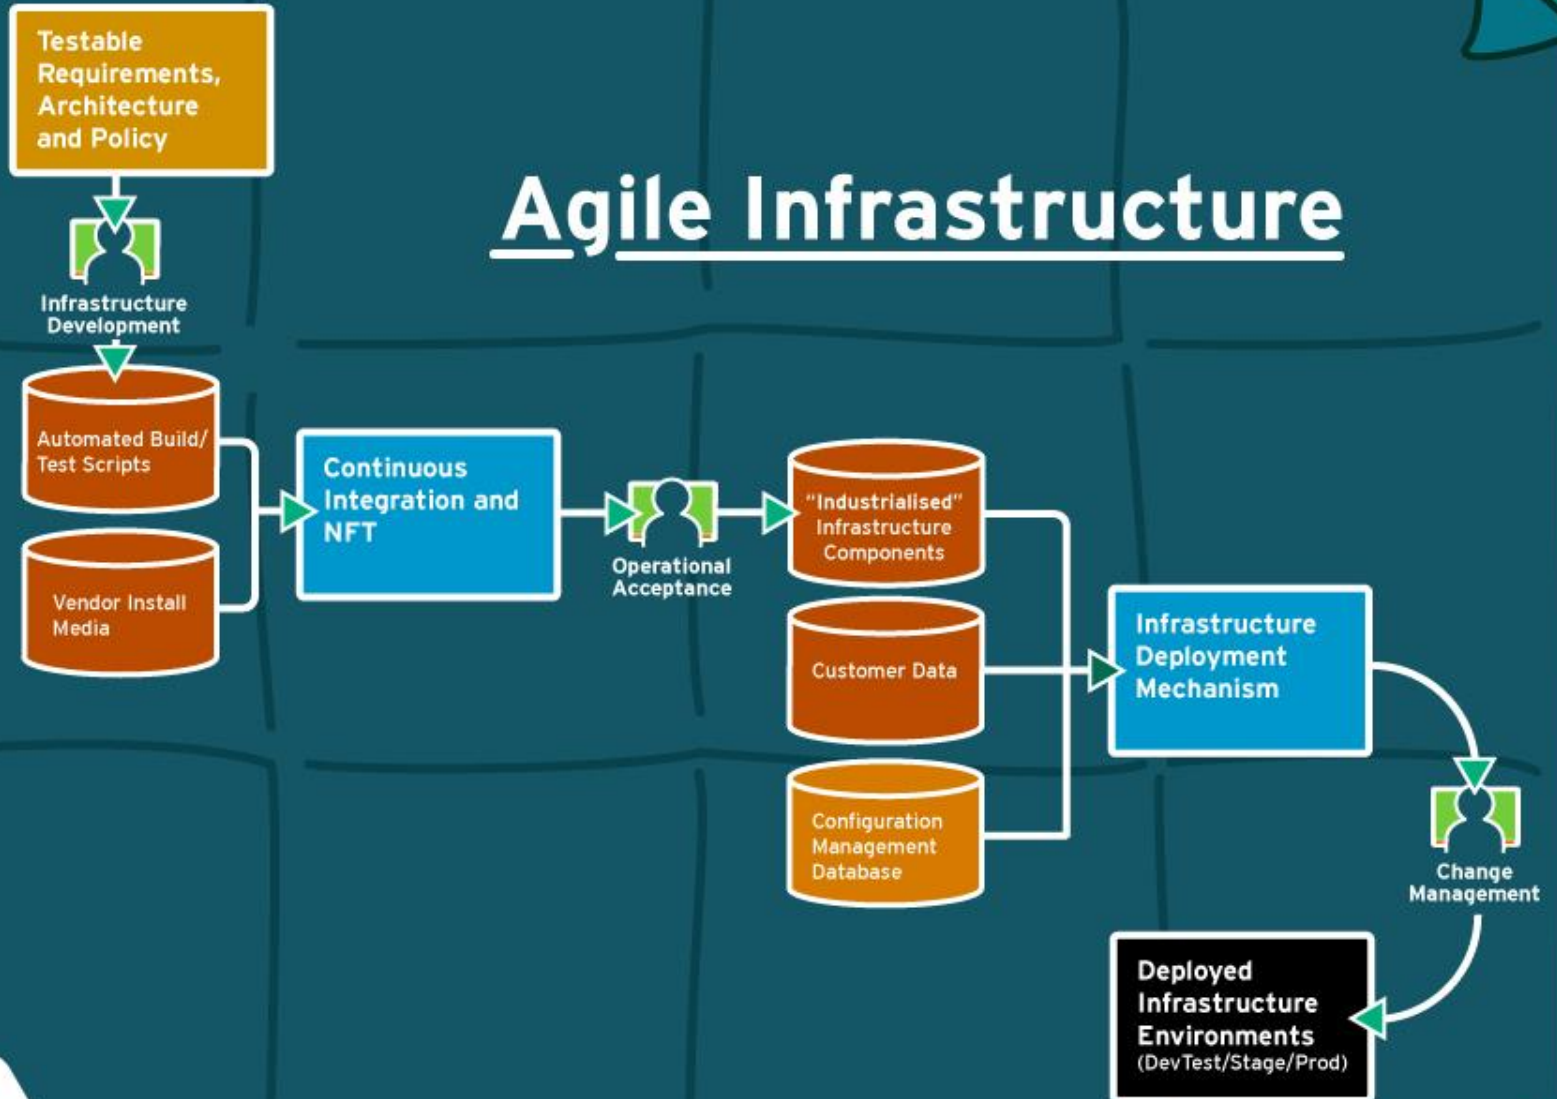 Testable
Requirements,
Architecture
and Policy
Agile Infrastructure
Infrastructure
Development
Automated Build/
Test Scripts
Vendor Install
Media
Continuous
Integration and
NFT
Operational
Acceptance
“Industrialised”
Infrastructure
Components
Customer Data
Configuration
Management
Database
Infrastructure
Deployment
Mechanism
Change
Management
Deployed
Infrastructure
Environments
(DevTest/Stage/Prod)